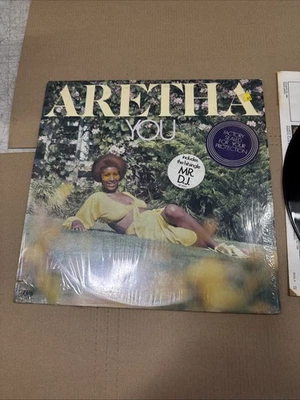 ARETHA
YOU
FACTORY
SEALED
FOR YOUR
PROTECTION
includes
the hit single
MR
D.J.